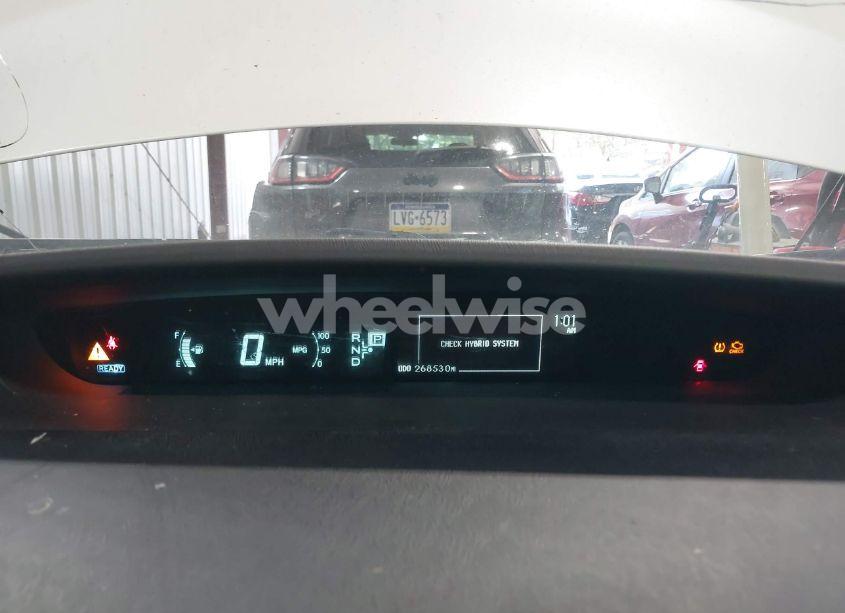 Jeep
LVG-6573
wheelwise
F
E
0 MPH
MPG
100
50
0
R
N
D
B
P
CHECK HYBRID SYSTEM
1:01
AM
ODO 268530M
READY
CHECK